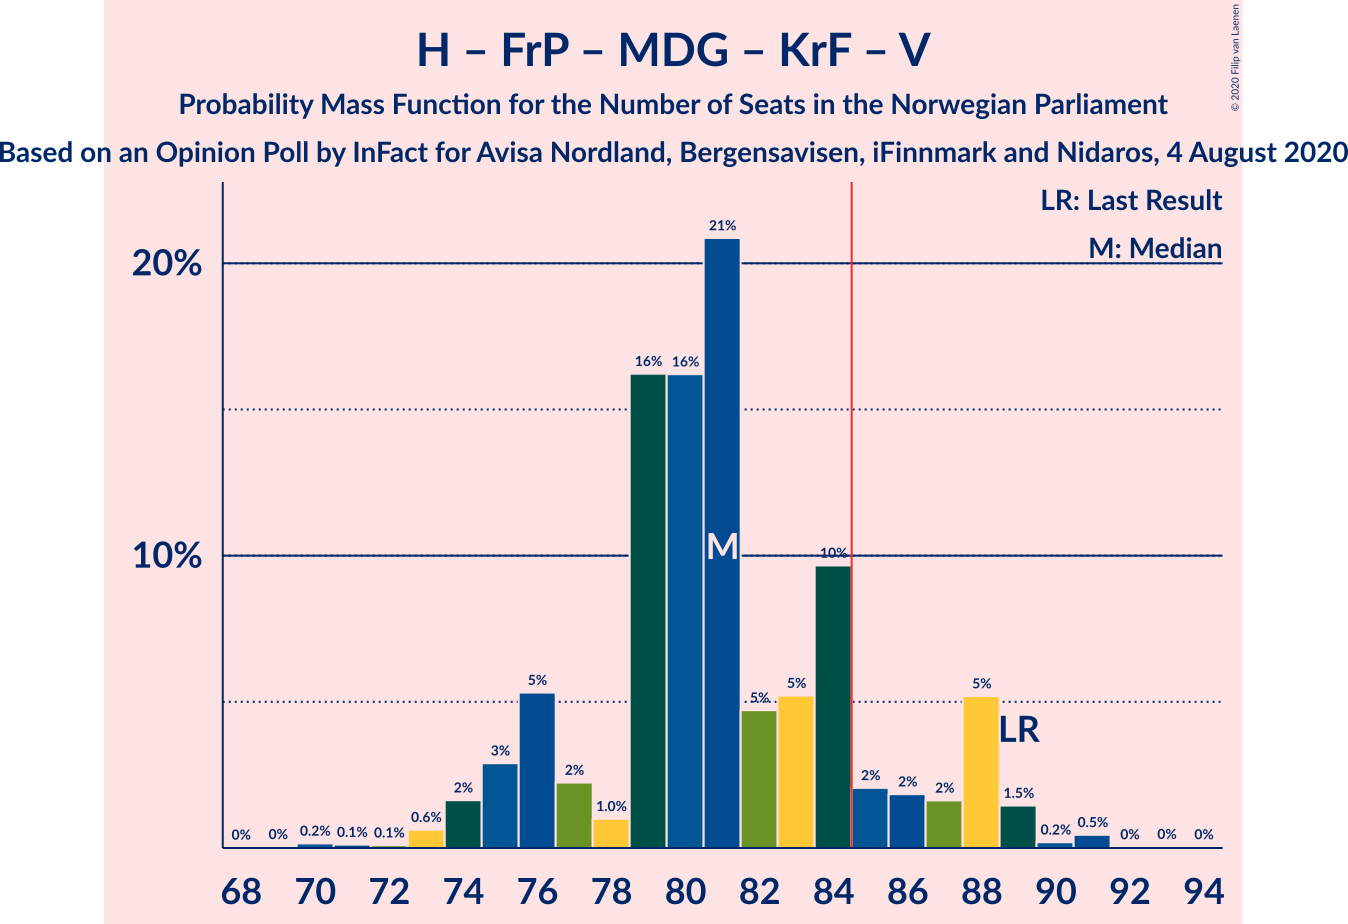 H – FrP – MDG – KrF – V
Probability Mass Function for the Number of Seats in the Norwegian Parliament
Based on an Opinion Poll by InFact for Avisa Nordland, Bergensavisen, iFinnmark and Nidaros, 4 August 2020
© 2020 Filip van Laenen
LR: Last Result
M: Median
20%
10%
0% 0% 0.2% 0.1% 0.1% 0.6% 2% 3% 5% 2% 1.0% 16% 16% 21% 5% 5% 10% 2% 2% 2% 5% 1.5% 0.2% 0.5% 0% 0% 0%
M
LR
68 70 72 74 76 78 80 82 84 86 88 90 92 94